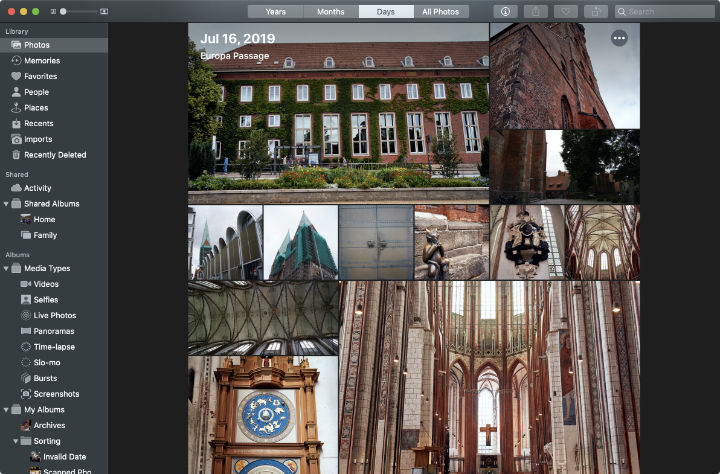 Years Months Days All Photos
Search
Library
Photos
Memories
Favorites
People
Places
Recents
Imports
Recently Deleted
Shared
Activity
Shared Albums
Home
Family
Albums
Media Types
Videos
Selfies
Live Photos
Panoramas
Time-lapse
Slo-mo
Bursts
Screenshots
My Albums
Archives
Sorting
Invalid Date
Scanned Pho
Jul 16, 2019
Europa Passage